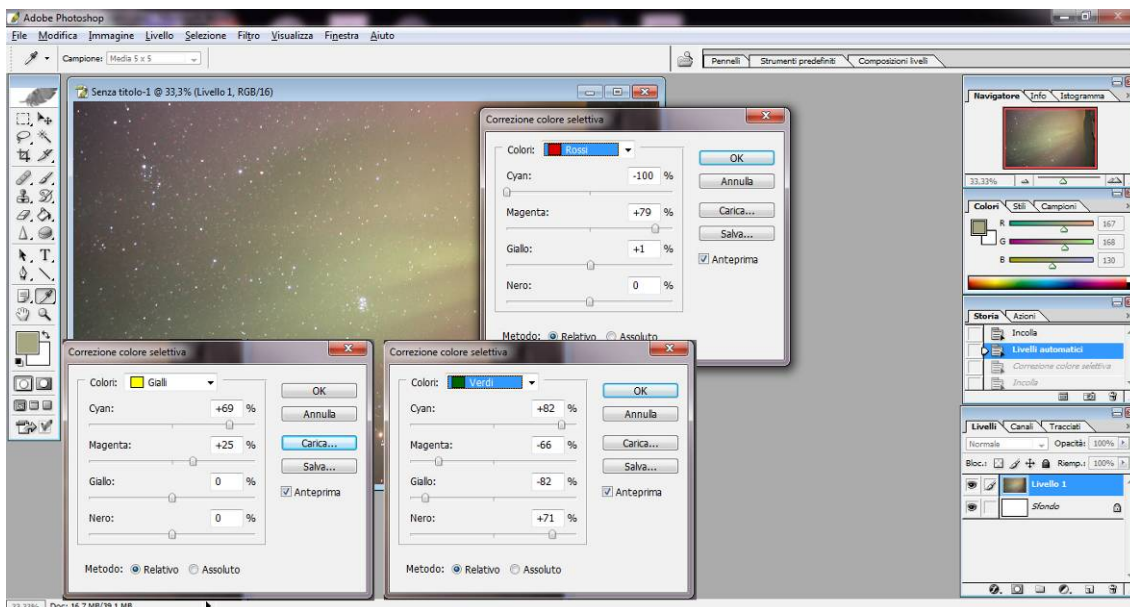 Adobe Photoshop
File Modifica Immagine Livello Selezione Filtro Visualizza Finestra Aiuto
Campione: Media 5 x 5
Pennelli Strumenti predefiniti Composizioni livelli
Senza titolo-1 @ 33,3% (Livello 1, RGB/16)
Correzione colore selettiva
Colori: Rossi
OK
Cyan: -100 %
Annulla
Magenta: +79 %
Carica...
Salva...
Giallo: +1 %
Anteprima
Nero: 0 %
Metodo: Relativo Assoluto
Correzione colore selettiva
Colori: Gialli
OK
Cyan: +69 %
Annulla
Magenta: +25 %
Carica...
Salva...
Giallo: 0 %
Anteprima
Nero: 0 %
Metodo: Relativo Assoluto
Correzione colore selettiva
Colori: Verdi
OK
Cyan: +82 %
Annulla
Magenta: -66 %
Carica...
Salva...
Giallo: -82 %
Anteprima
Nero: +71 %
Metodo: Relativo Assoluto
Navigatore Info Istogramma
33.33%
Colori Stili Campioni
R 167
G 168
B 130
Storia Azioni
Incolla
Livelli automatici
Correzione colore selettiva
Incolla
Livelli Canali Tracciati
Normale Opacità: 100%
Bloc.: Riemp.: 100%
Livello 1
Sfondo
33,33% Doc: 16,7 MB/39,1 MB